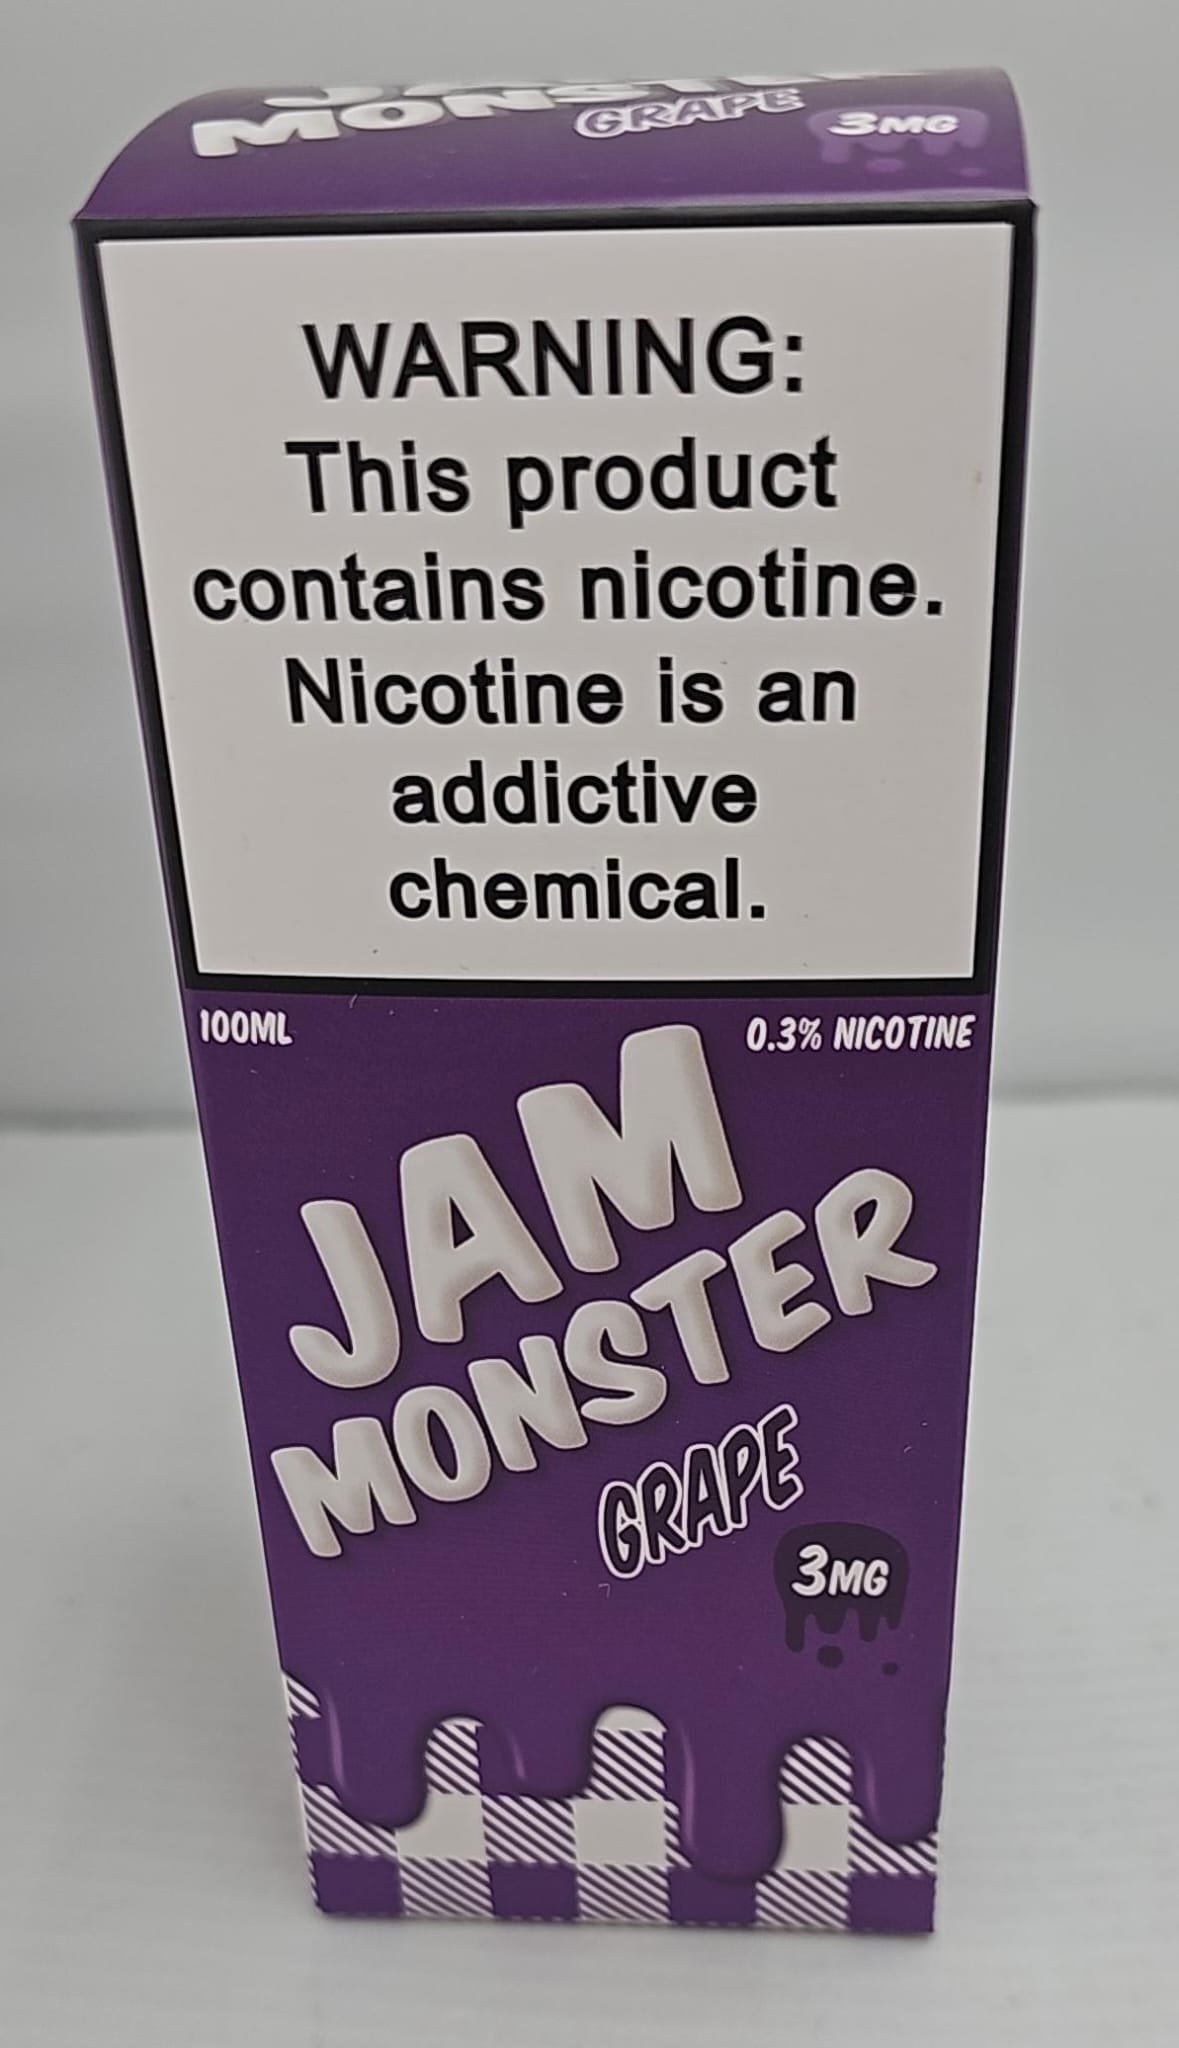 MONSTER
GRAPE
3MG
WARNING:
This product
contains nicotine.
Nicotine is an
addictive
chemical.
100ML
0.3% NICOTINE
JAM
MONSTER
GRAPE
3MG